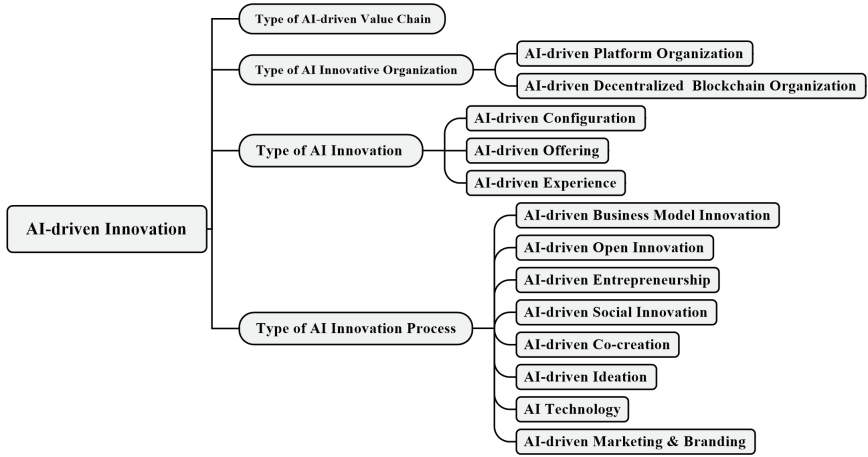 Type of AI-driven Value Chain
Type of AI Innovative Organization
AI-driven Platform Organization
AI-driven Decentralized Blockchain Organization
Type of AI Innovation
AI-driven Configuration
AI-driven Offering
AI-driven Experience
AI-driven Innovation
Type of AI Innovation Process
AI-driven Business Model Innovation
AI-driven Open Innovation
AI-driven Entrepreneurship
AI-driven Social Innovation
AI-driven Co-creation
AI-driven Ideation
AI Technology
AI-driven Marketing & Branding